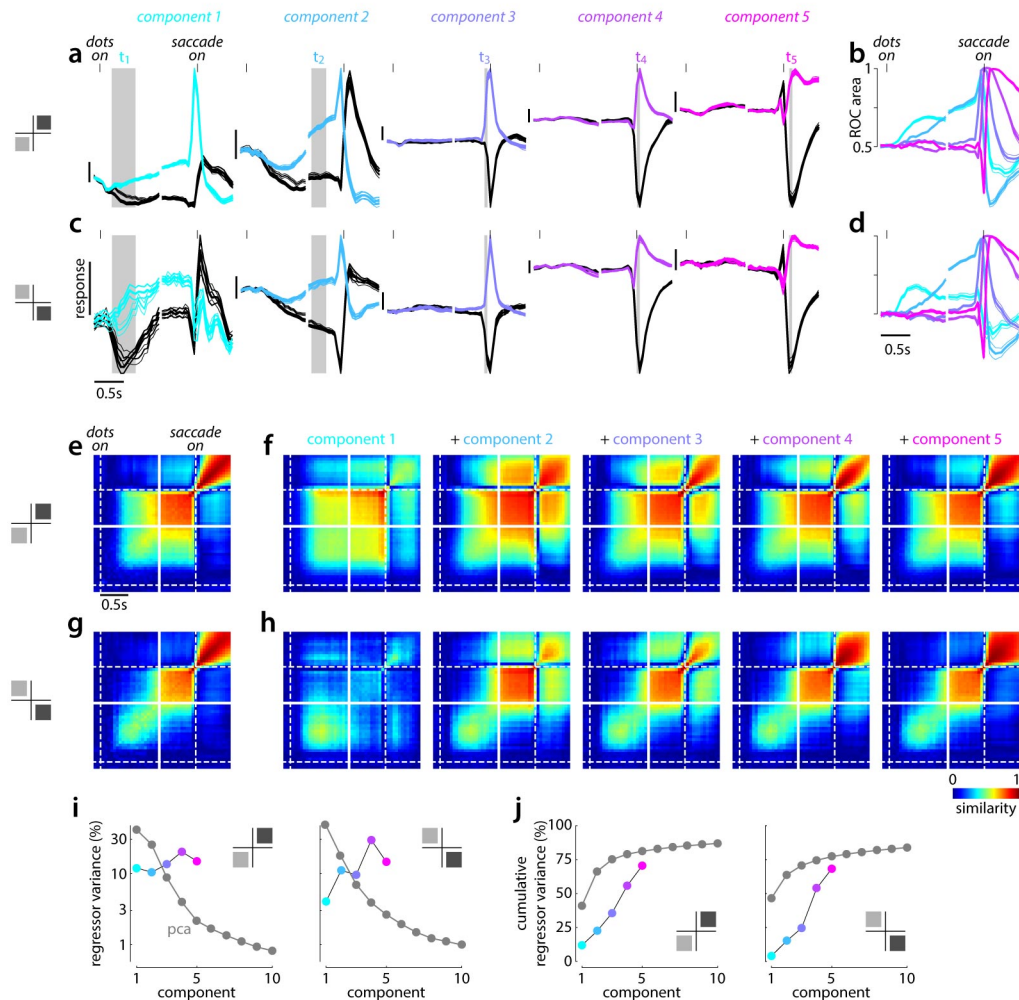 component 1 component 2 component 3 component 4 component 5
dots on saccade on dots on saccade on
a t1 t2 t3 t4 t5 b
1
ROC area
0.5
c d
response
0.5s 0.5s
e dots on saccade on f component 1 + component 2 + component 3 + component 4 + component 5
0.5s
g h
0 1
similarity
i j
regressor variance (%)
30
10
3
1
pca
1 5 10 1 5 10
component
cumulative
regressor variance (%)
100
75
50
25
0
1 5 10 1 5 10
component